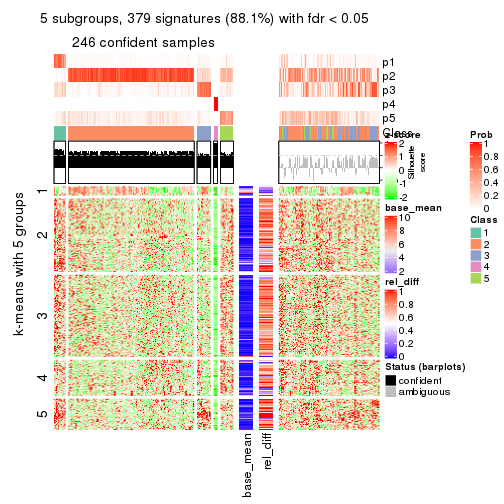 5 subgroups, 379 signatures (88.1%) with fdr < 0.05
246 confident samples
p1
p2
p3
p4
p5
Class
z-score
2
1
0
-1
-2
Silhouette
score
Prob
1
0.8
0.6
0.4
0.2
0
Class
1
2
3
4
5
base_mean
10
8
6
4
2
rel_diff
1
0.8
0.6
0.4
0.2
0
Status (barplots)
confident
ambiguous
k-means with 5 groups
1
2
3
4
5
base_mean
rel_diff